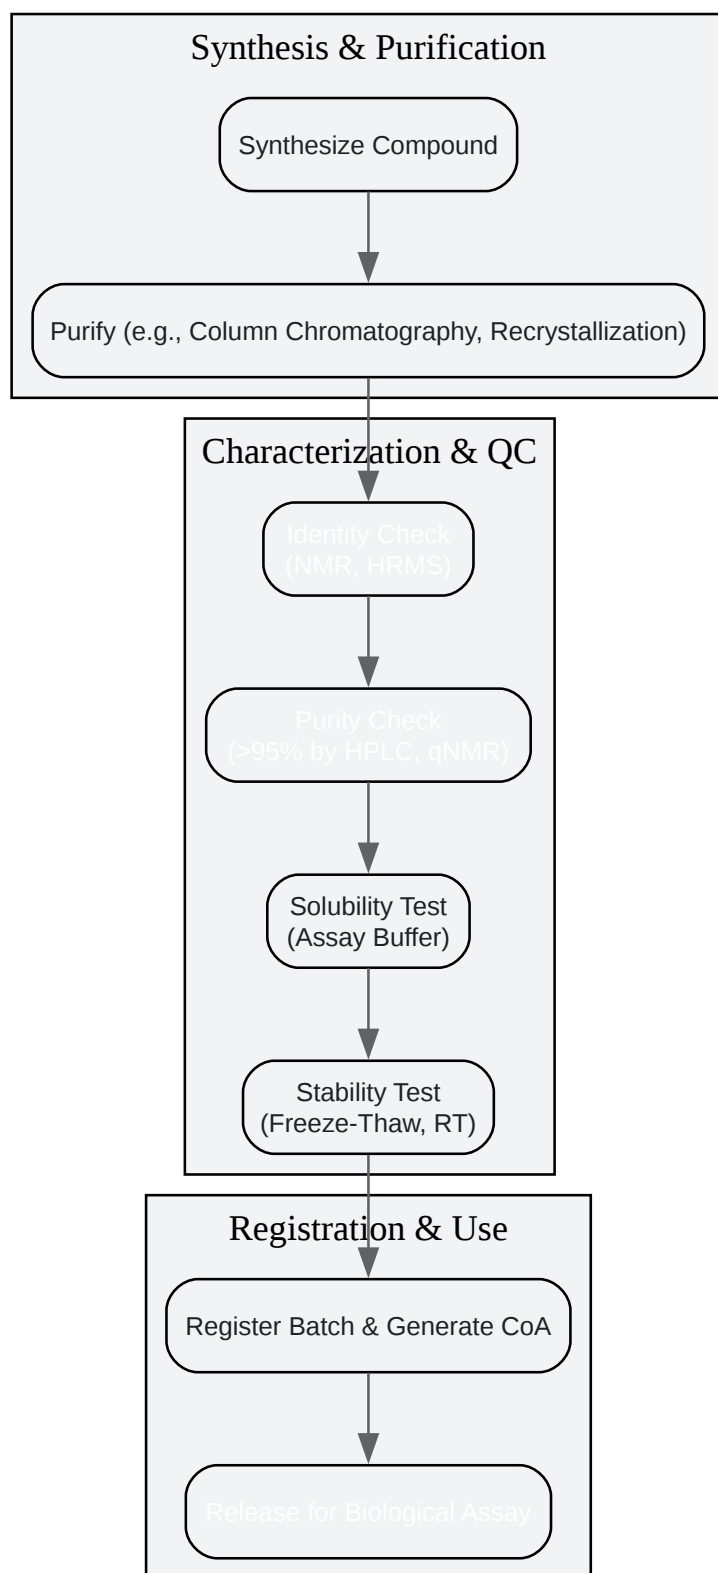 Synthesis & Purification
Synthesize Compound
Purify (e.g., Column Chromatography, Recrystallization)
Characterization & QC
Identity Check
(NMR, HRMS)
Purity Check
(>95% by HPLC, qNMR)
Solubility Test
(Assay Buffer)
Stability Test
(Freeze-Thaw, RT)
Registration & Use
Register Batch & Generate CoA
Release for Biological Assay